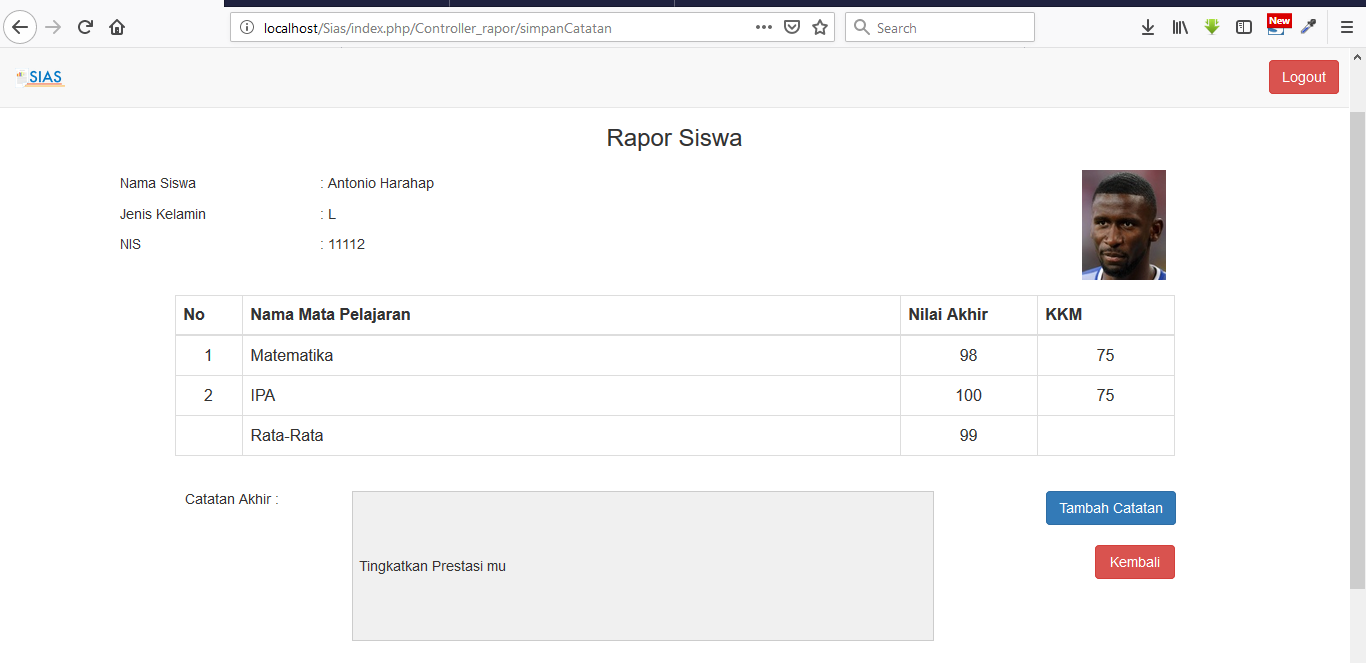 localhost/Sias/index.php/Controller_rapor/simpanCatatan
Search
New
SIAS
Logout
Rapor Siswa
Nama Siswa : Antonio Harahap
Jenis Kelamin : L
NIS : 11112
No Nama Mata Pelajaran Nilai Akhir KKM
1 Matematika 98 75
2 IPA 100 75
Rata-Rata 99
Catatan Akhir :
Tingkatkan Prestasi mu
Tambah Catatan
Kembali